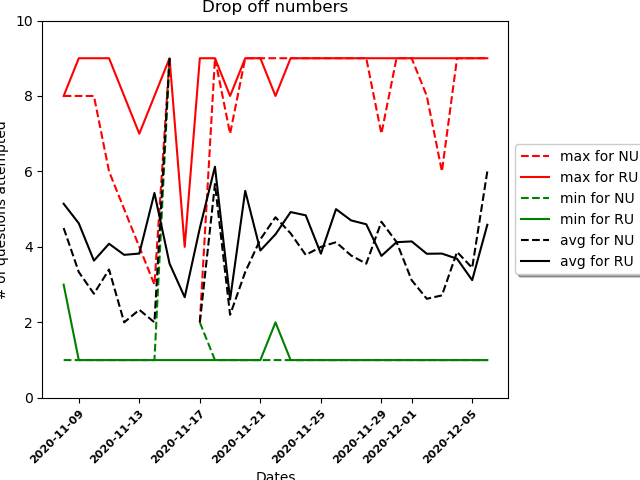 Drop off numbers
# of questions attempted
10
8
6
4
2
0
2020-11-09
2020-11-13
2020-11-17
2020-11-21
2020-11-25
2020-11-29
2020-12-01
2020-12-05
Dates
max for NU
max for RU
min for NU
min for RU
avg for NU
avg for RU